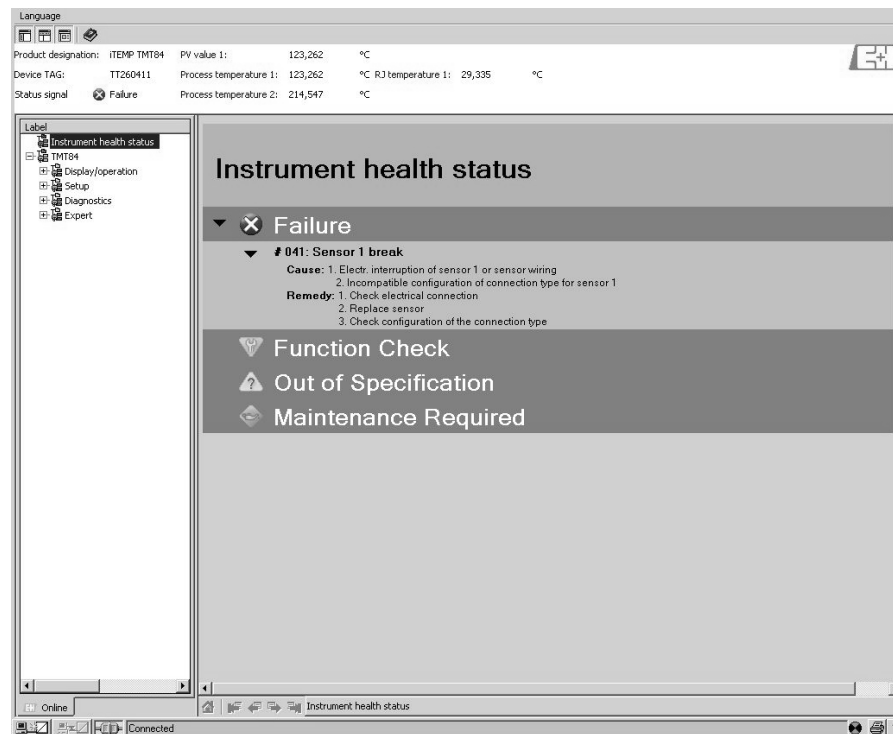 Language
Product designation: iTEMP TMT84 PV value 1: 123,262 °C
Device TAG: TT260411 Process temperature 1: 123,262 °C RJ temperature 1: 29,335 °C
Status signal Failure Process temperature 2: 214,547 °C
E+
Label
Instrument health status
TMT84
Display/operation
Setup
Diagnostics
Expert
Instrument health status
Failure
# 041: Sensor 1 break
Cause: 1. Electr. interruption of sensor 1 or sensor wiring
2. Incompatible configuration of connection type for sensor 1
Remedy: 1. Check electrical connection
2. Replace sensor
3. Check configuration of the connection type
Function Check
Out of Specification
Maintenance Required
Online
Instrument health status
Connected